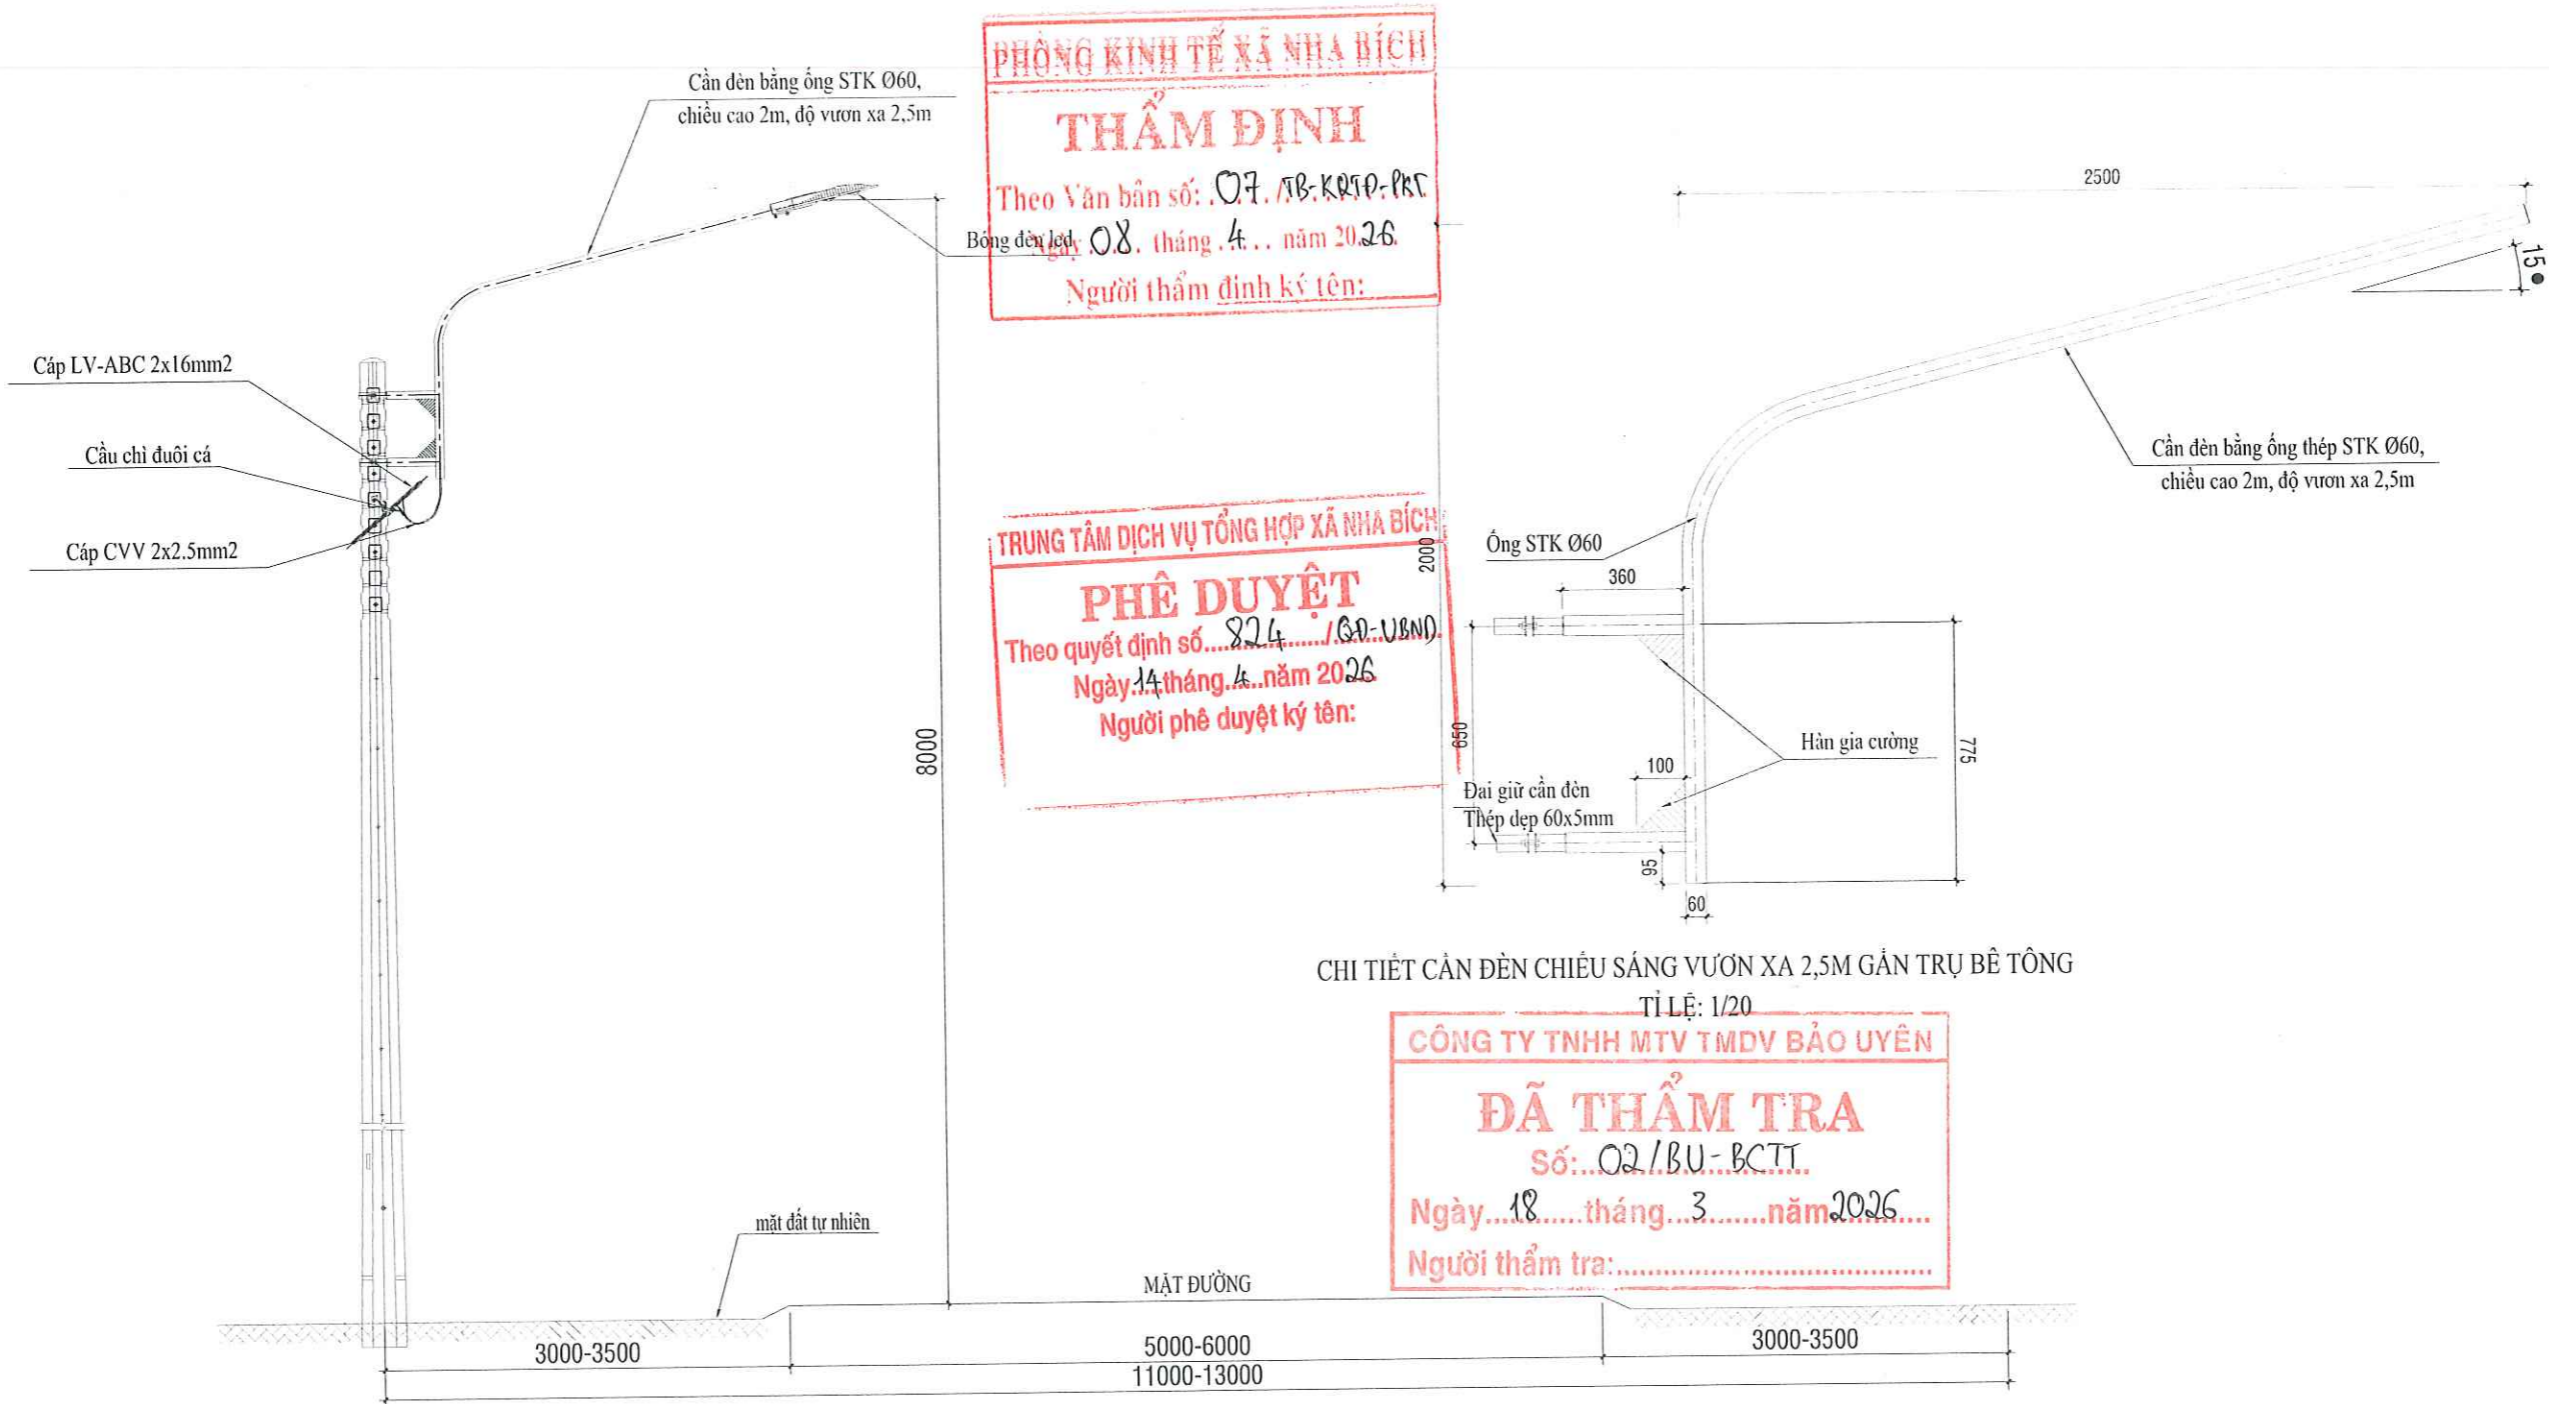 Cần đèn bằng ống STK Ø60,
chiều cao 2m, độ vươn xa 2,5m
Bóng đèn led
Cáp LV-ABC 2x16mm2
Cầu chì đuôi cá
Cáp CVV 2x2.5mm2
8000
mặt đất tự nhiên
MẶT ĐƯỜNG
3000-3500
5000-6000
3000-3500
11000-13000
PHÒNG KINH TẾ XÃ NHA BÍCH
THẨM ĐỊNH
Theo Văn bản số: 07/TB-KQTĐ-PKT
Ngày 08 tháng 4 năm 2026
Người thẩm định ký tên:
TRUNG TÂM DỊCH VỤ TỔNG HỢP XÃ NHA BÍCH
PHÊ DUYỆT
Theo quyết định số 824 /QĐ-UBND
Ngày 14 tháng 4 năm 2026
Người phê duyệt ký tên:
2500
15
Cần đèn bằng ống thép STK Ø60,
chiều cao 2m, độ vươn xa 2,5m
2000
Ống STK Ø60
360
650
Hàn gia cường
775
100
Đai giữ cần đèn
Thép dẹp 60x5mm
95
60
CHI TIẾT CẦN ĐÈN CHIẾU SÁNG VƯƠN XA 2,5M GẮN TRỤ BÊ TÔNG
TỈ LỆ: 1/20
CÔNG TY TNHH MTV TMDV BẢO UYÊN
ĐÃ THẨM TRA
Số: 02/BU-BCTT
Ngày 18 tháng 3 năm 2026
Người thẩm tra: